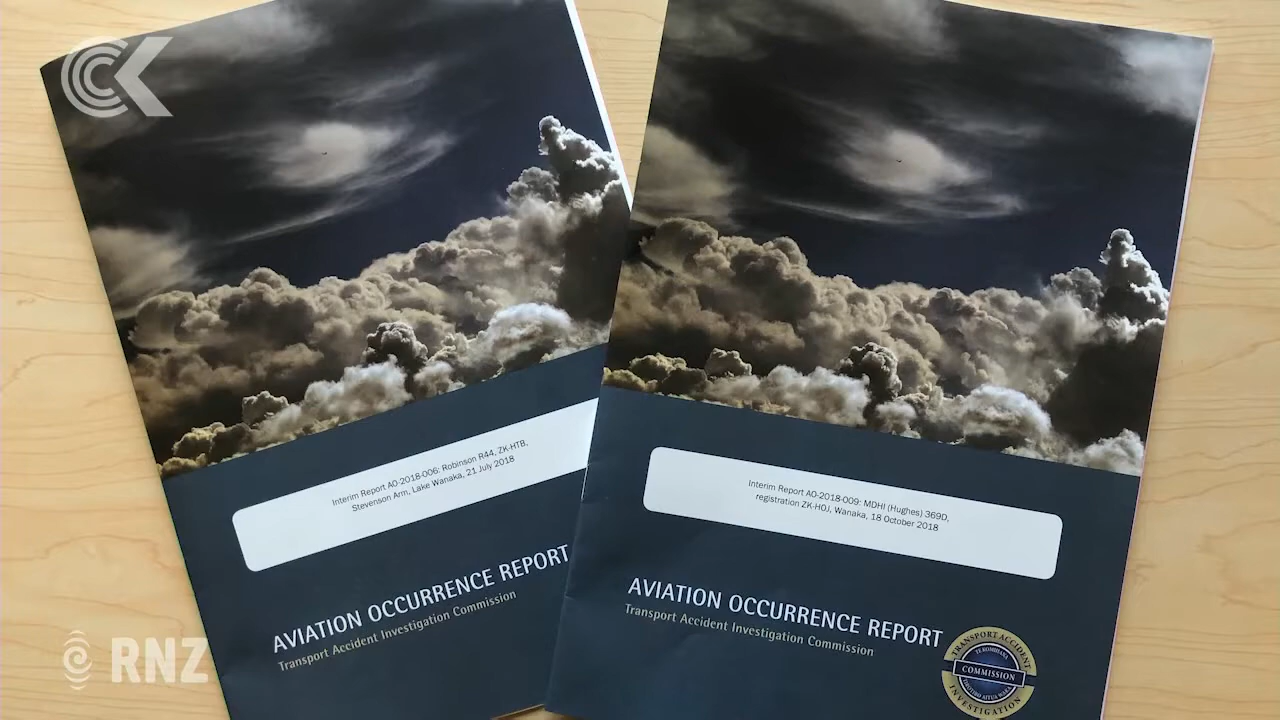 CK
Interim Report AO-2018-006: Robinson R44, ZK-HTB,
Stevenson Arm, Lake Wanaka, 21 July 2018
AVIATION OCCURRENCE REPORT
Transport Accident Investigation Commission
Interim Report AO-2018-009: MDHI (Hughes) 369D,
registration ZK-HOJ, Wanaka, 18 October 2018
AVIATION OCCURRENCE REPORT
Transport Accident Investigation Commission
TRANSPORT ACCIDENT
COMMISSION
INVESTIGATION
RNZ